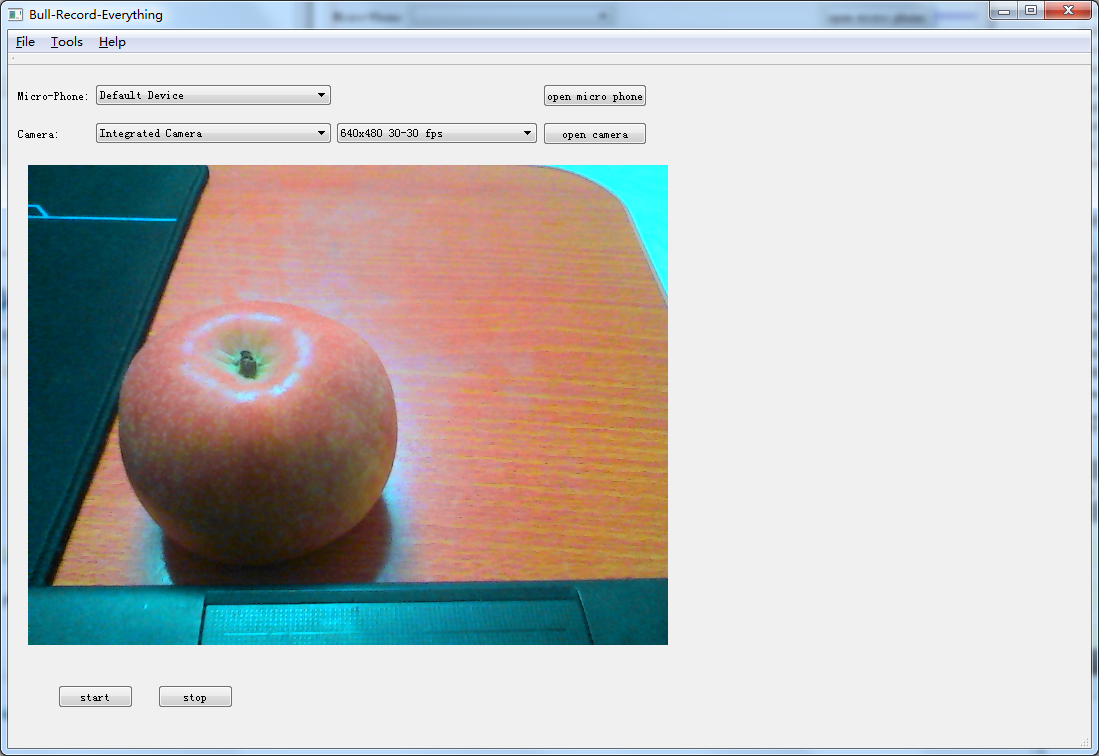 Bull-Record-Everything
File Tools Help
Micro-Phone: Default Device open micro phone
Camera: Integrated Camera 640x480 30-30 fps open camera
start stop